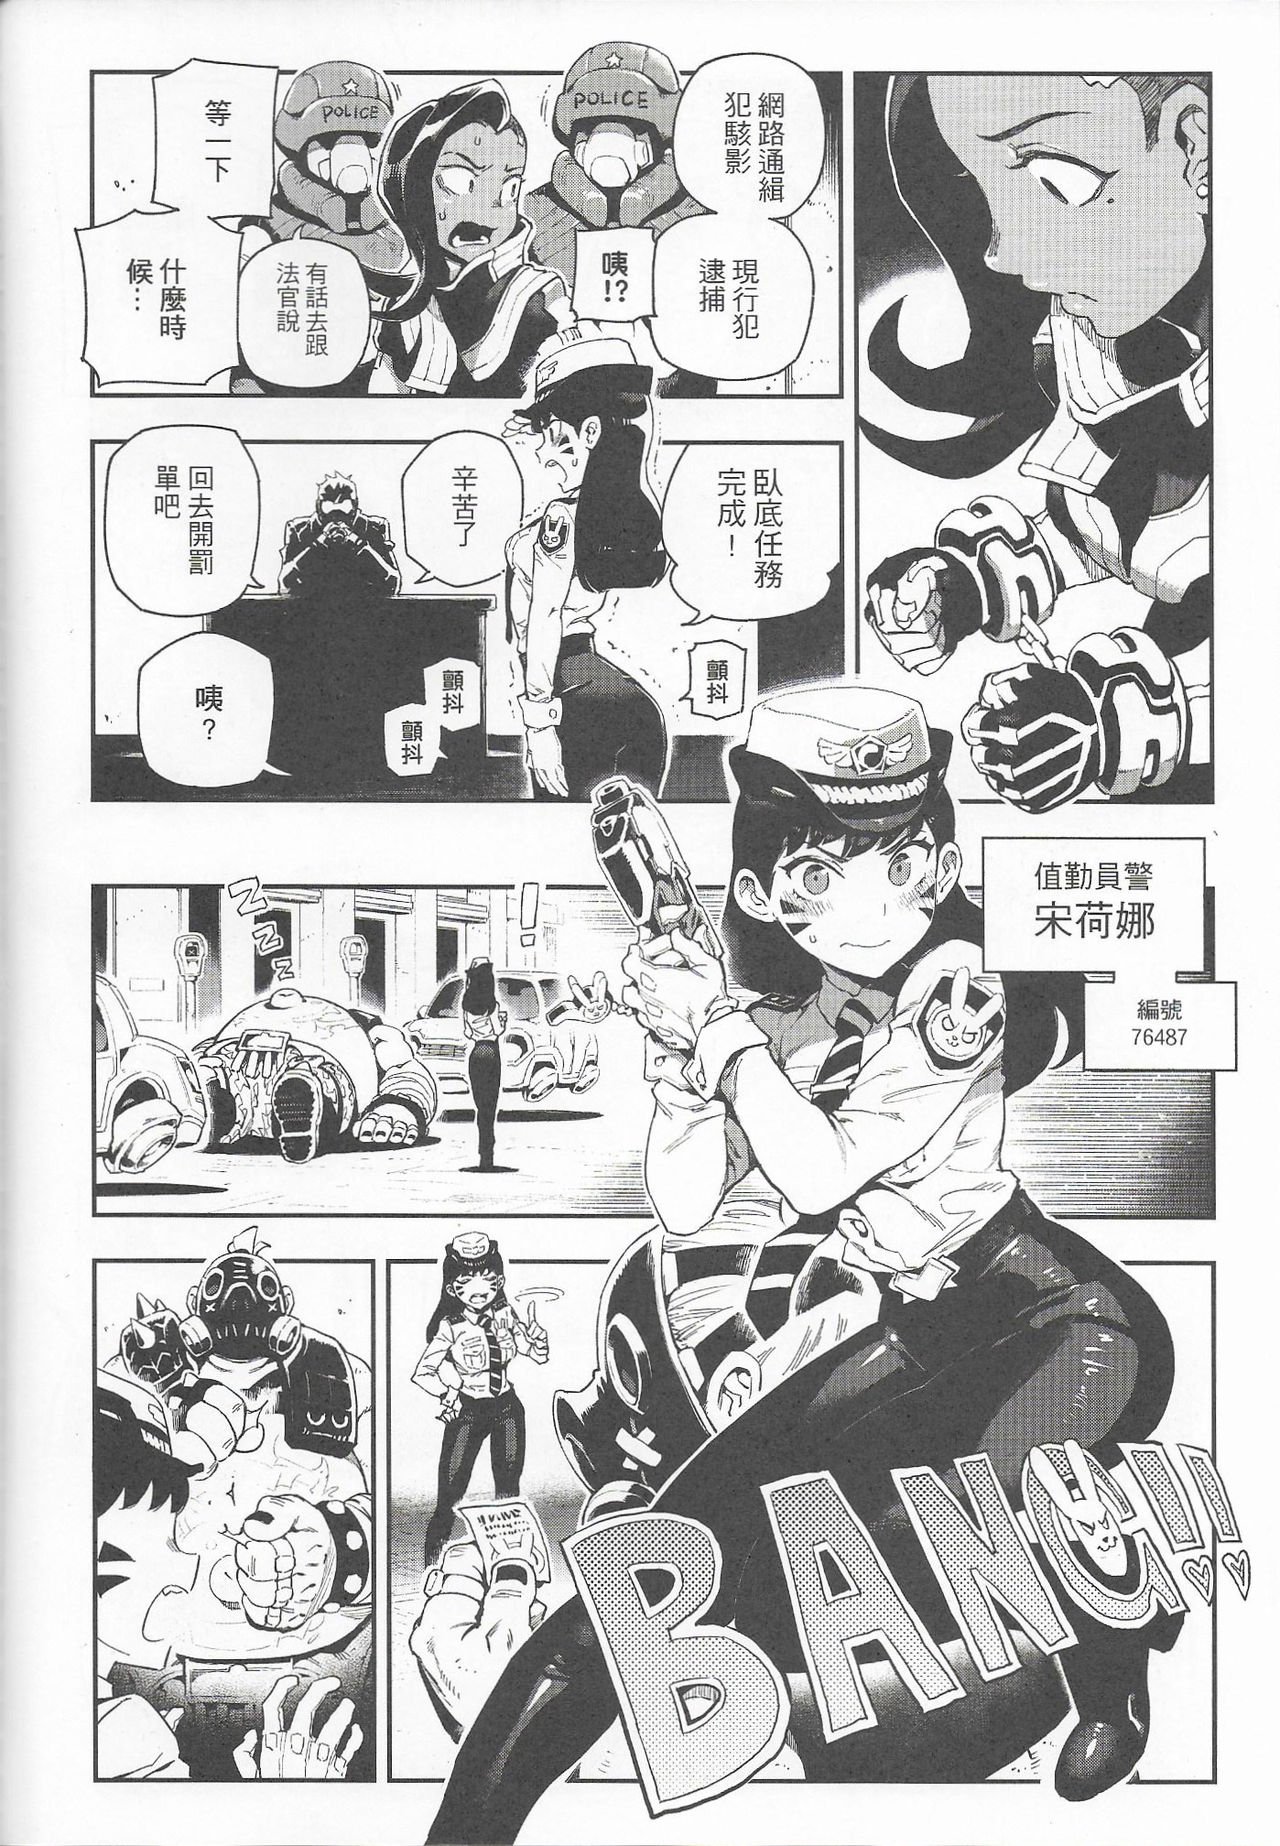 網路通緝
犯駭影
現行犯
逮捕
咦!?
POLICE
POLICE
有話去跟
法官說
等一下
什麼時
候…
臥底任務
完成！
辛苦了
回去開罰
單吧
咦？
顫抖
顫抖
顫抖
值勤員警
宋荷娜
編號
76487
!
ZZZZ
BANG!!